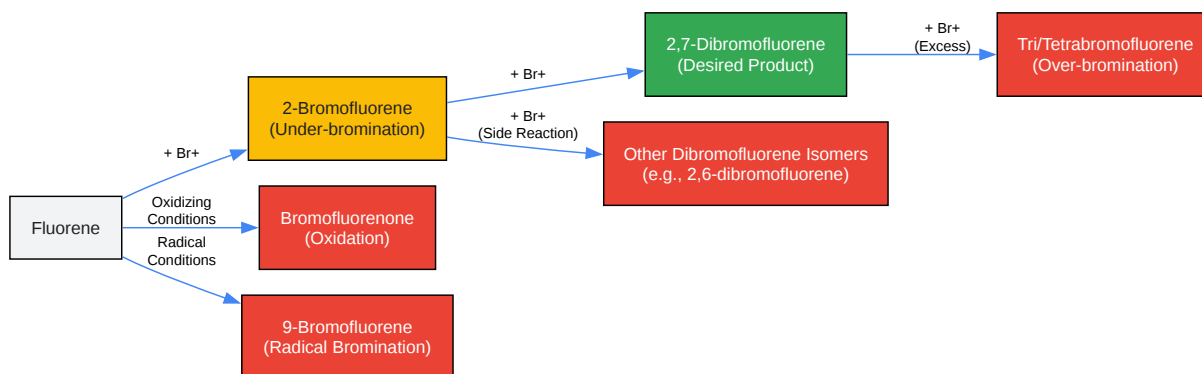 Fluorene
+ Br+
2-Bromofluorene
(Under-bromination)
Oxidizing
Conditions
Bromofluorenone
(Oxidation)
Radical
Conditions
9-Bromofluorene
(Radical Bromination)
+ Br+
2,7-Dibromofluorene
(Desired Product)
+ Br+
(Side Reaction)
Other Dibromofluorene Isomers
(e.g., 2,6-dibromofluorene)
+ Br+
(Excess)
Tri/Tetrabromofluorene
(Over-bromination)